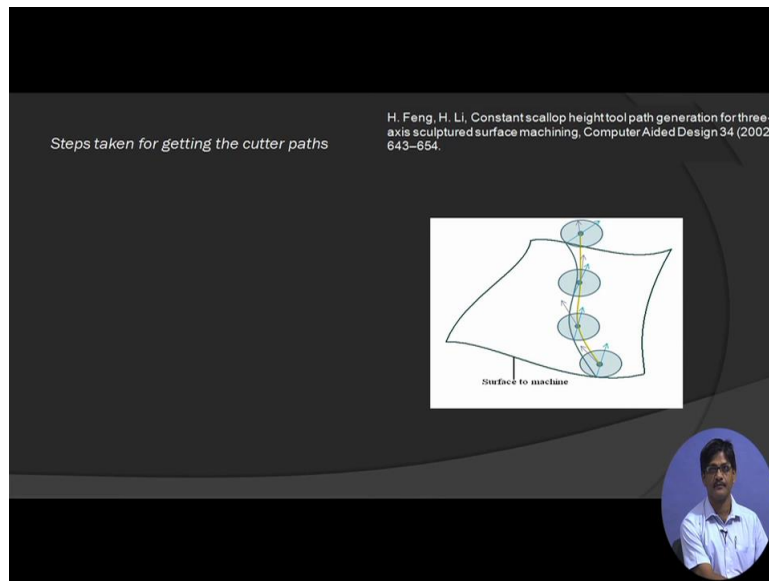 Steps taken for getting the cutter paths
H. Feng, H. Li, Constant scallop height tool path generation for three-
axis sculptured surface machining, Computer Aided Design 34 (2002
643–654.
Surface to machine